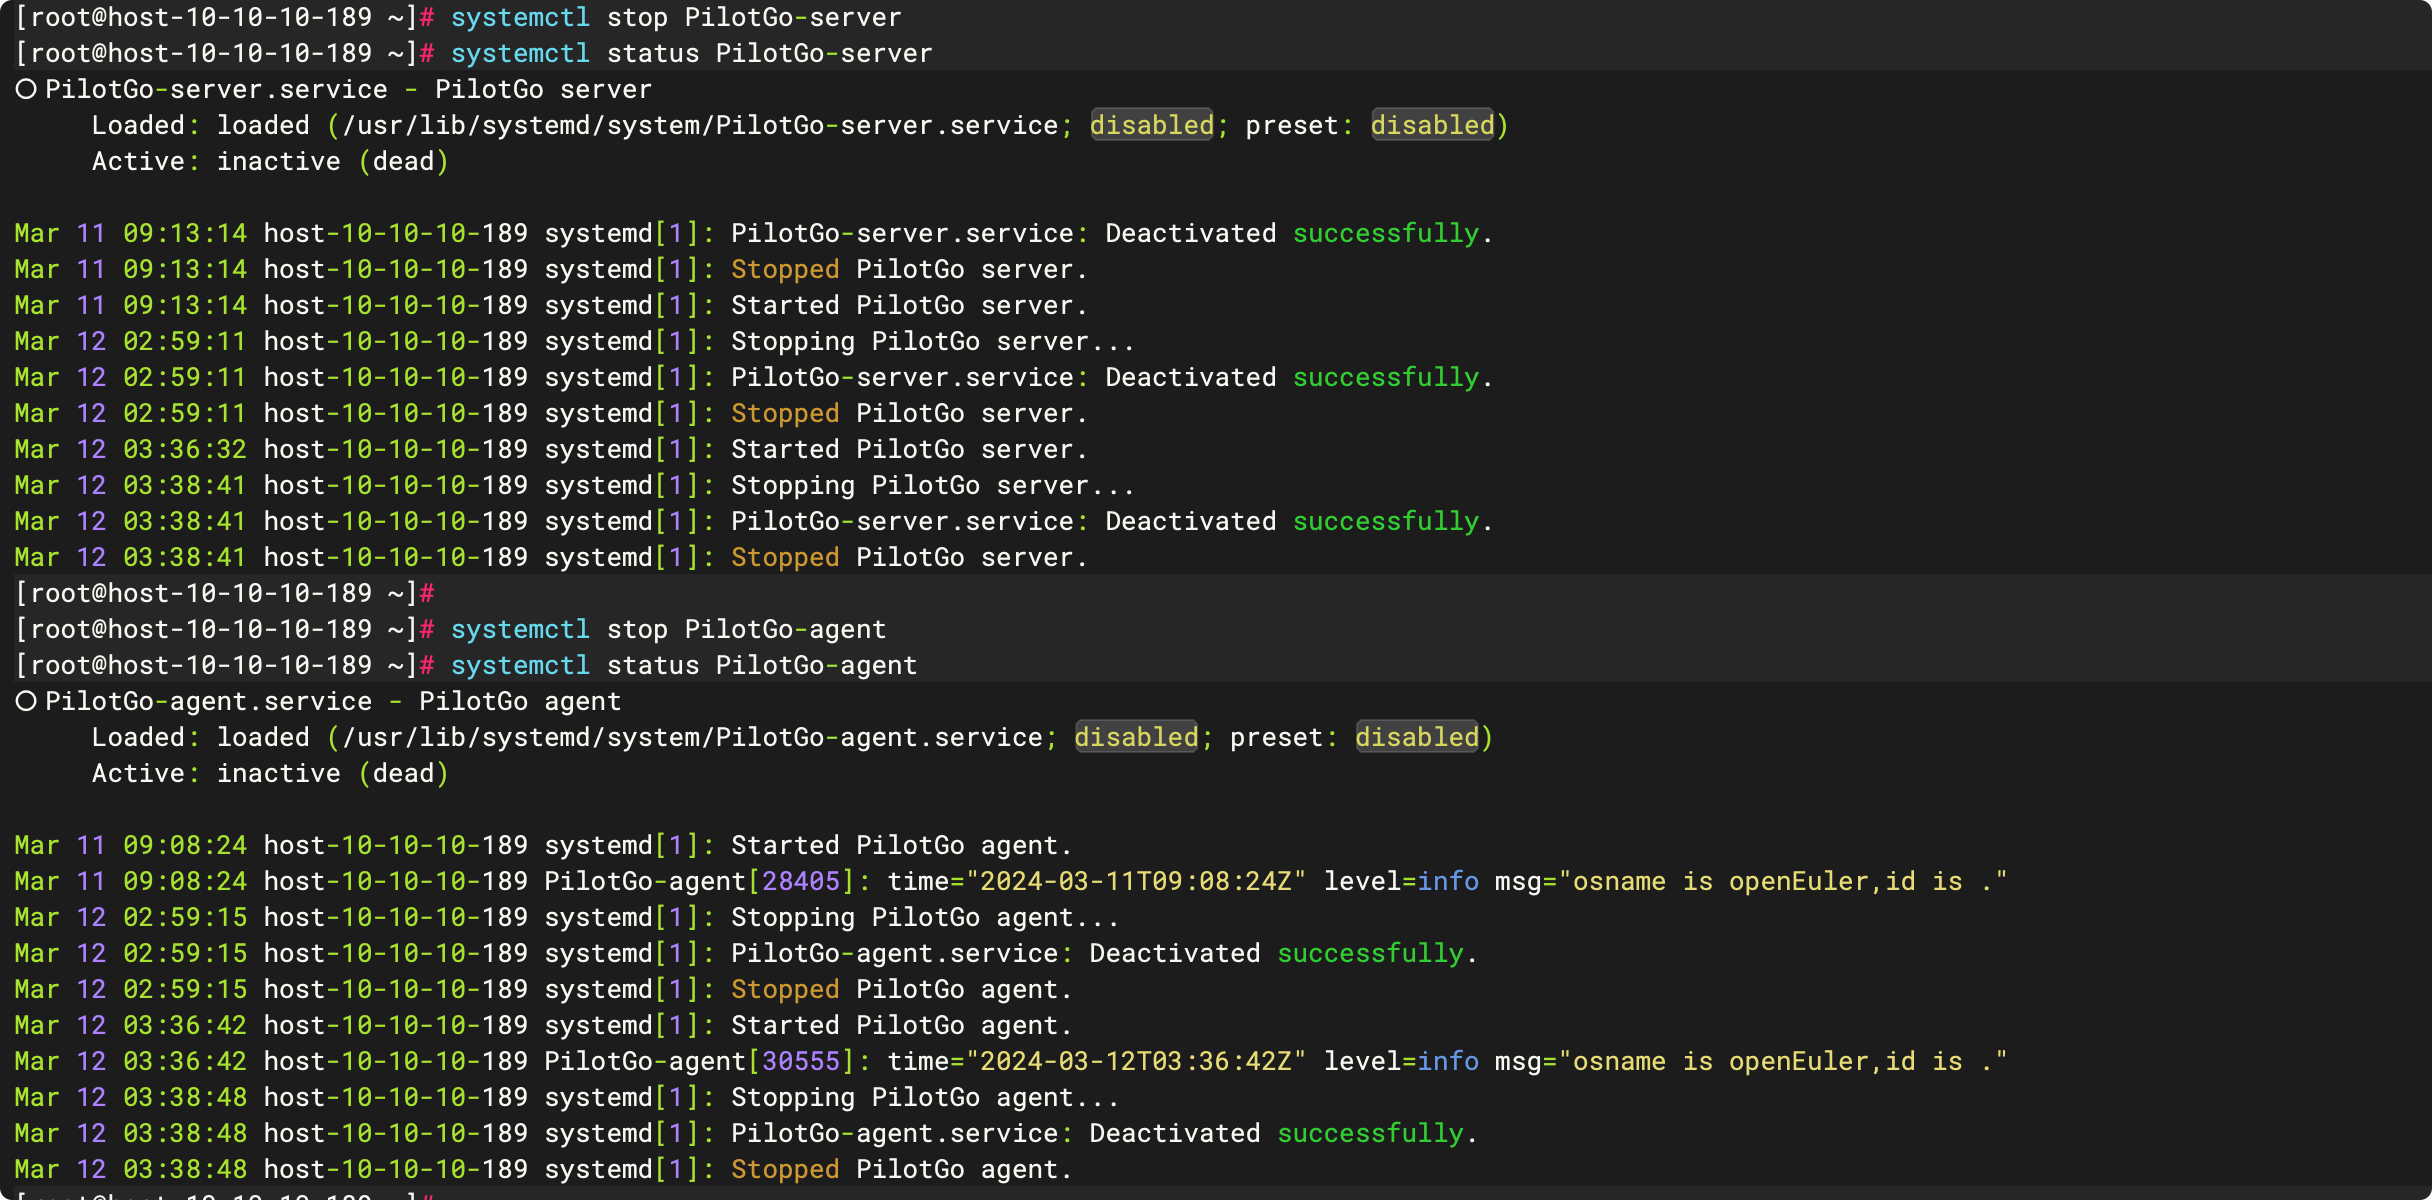 [root@host-10-10-10-189 ~]# systemctl stop PilotGo-server
[root@host-10-10-10-189 ~]# systemctl status PilotGo-server
○ PilotGo-server.service - PilotGo server
     Loaded: loaded (/usr/lib/systemd/system/PilotGo-server.service; disabled; preset: disabled)
     Active: inactive (dead)

Mar 11 09:13:14 host-10-10-10-189 systemd[1]: PilotGo-server.service: Deactivated successfully.
Mar 11 09:13:14 host-10-10-10-189 systemd[1]: Stopped PilotGo server.
Mar 11 09:13:14 host-10-10-10-189 systemd[1]: Started PilotGo server.
Mar 12 02:59:11 host-10-10-10-189 systemd[1]: Stopping PilotGo server...
Mar 12 02:59:11 host-10-10-10-189 systemd[1]: PilotGo-server.service: Deactivated successfully.
Mar 12 02:59:11 host-10-10-10-189 systemd[1]: Stopped PilotGo server.
Mar 12 03:36:32 host-10-10-10-189 systemd[1]: Started PilotGo server.
Mar 12 03:38:41 host-10-10-10-189 systemd[1]: Stopping PilotGo server...
Mar 12 03:38:41 host-10-10-10-189 systemd[1]: PilotGo-server.service: Deactivated successfully.
Mar 12 03:38:41 host-10-10-10-189 systemd[1]: Stopped PilotGo server.
[root@host-10-10-10-189 ~]#
[root@host-10-10-10-189 ~]# systemctl stop PilotGo-agent
[root@host-10-10-10-189 ~]# systemctl status PilotGo-agent
○ PilotGo-agent.service - PilotGo agent
     Loaded: loaded (/usr/lib/systemd/system/PilotGo-agent.service; disabled; preset: disabled)
     Active: inactive (dead)

Mar 11 09:08:24 host-10-10-10-189 systemd[1]: Started PilotGo agent.
Mar 11 09:08:24 host-10-10-10-189 PilotGo-agent[28405]: time="2024-03-11T09:08:24Z" level=info msg="osname is openEuler,id is ."
Mar 12 02:59:15 host-10-10-10-189 systemd[1]: Stopping PilotGo agent...
Mar 12 02:59:15 host-10-10-10-189 systemd[1]: PilotGo-agent.service: Deactivated successfully.
Mar 12 02:59:15 host-10-10-10-189 systemd[1]: Stopped PilotGo agent.
Mar 12 03:36:42 host-10-10-10-189 systemd[1]: Started PilotGo agent.
Mar 12 03:36:42 host-10-10-10-189 PilotGo-agent[30555]: time="2024-03-12T03:36:42Z" level=info msg="osname is openEuler,id is ."
Mar 12 03:38:48 host-10-10-10-189 systemd[1]: Stopping PilotGo agent...
Mar 12 03:38:48 host-10-10-10-189 systemd[1]: PilotGo-agent.service: Deactivated successfully.
Mar 12 03:38:48 host-10-10-10-189 systemd[1]: Stopped PilotGo agent.